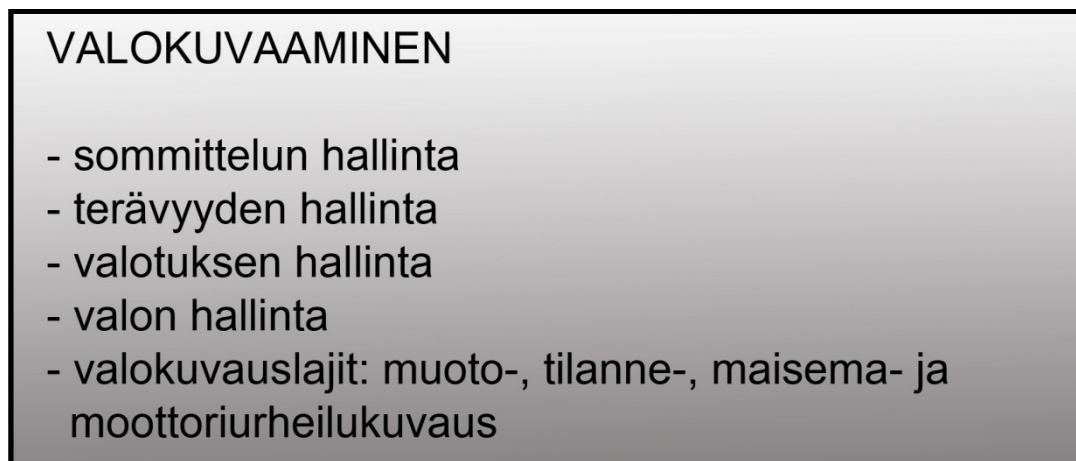 VALOKUVAAMINEN
- sommittelun hallinta
- terävyyden hallinta
- valotuksen hallinta
- valon hallinta
- valokuvauslajit: muoto-, tilanne-, maisema- ja
moottoriurheilukuvaus